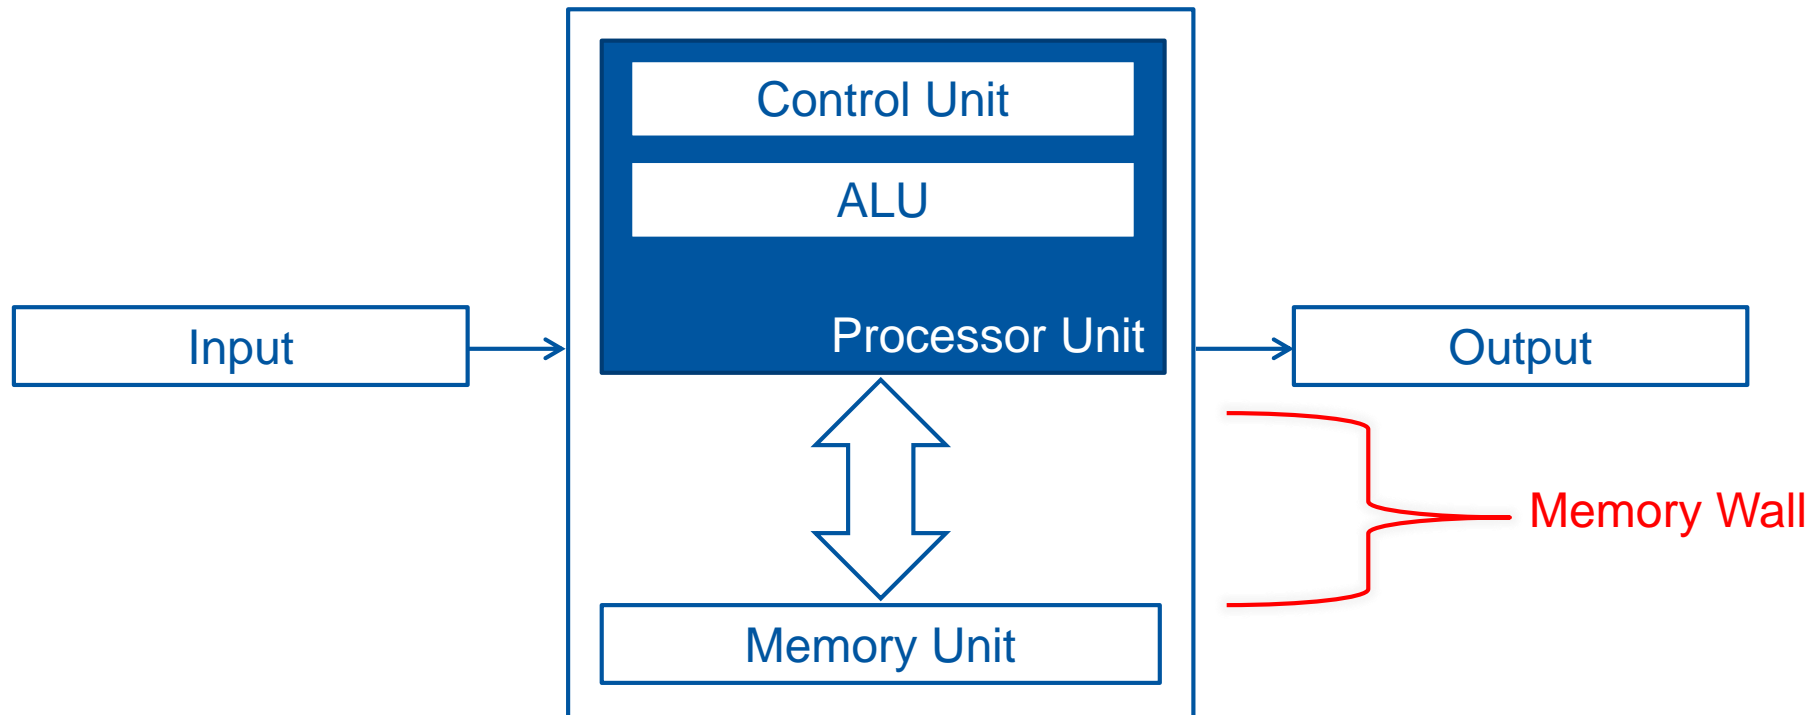 Control Unit
ALU
Processor Unit
Input
Output
Memory Wall
Memory Unit